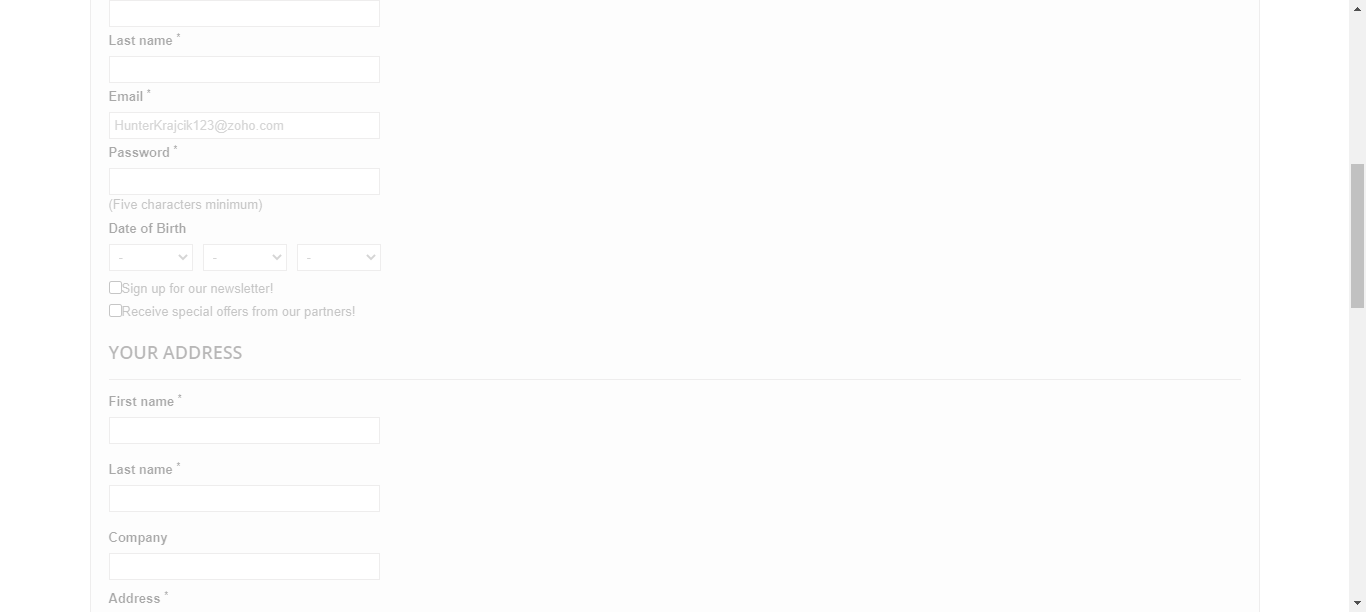 Last name *
Email *
HunterKrajcik123@zoho.com
Password *
(Five characters minimum)
Date of Birth
- - -
Sign up for our newsletter!
Receive special offers from our partners!
YOUR ADDRESS
First name *
Last name *
Company
Address *